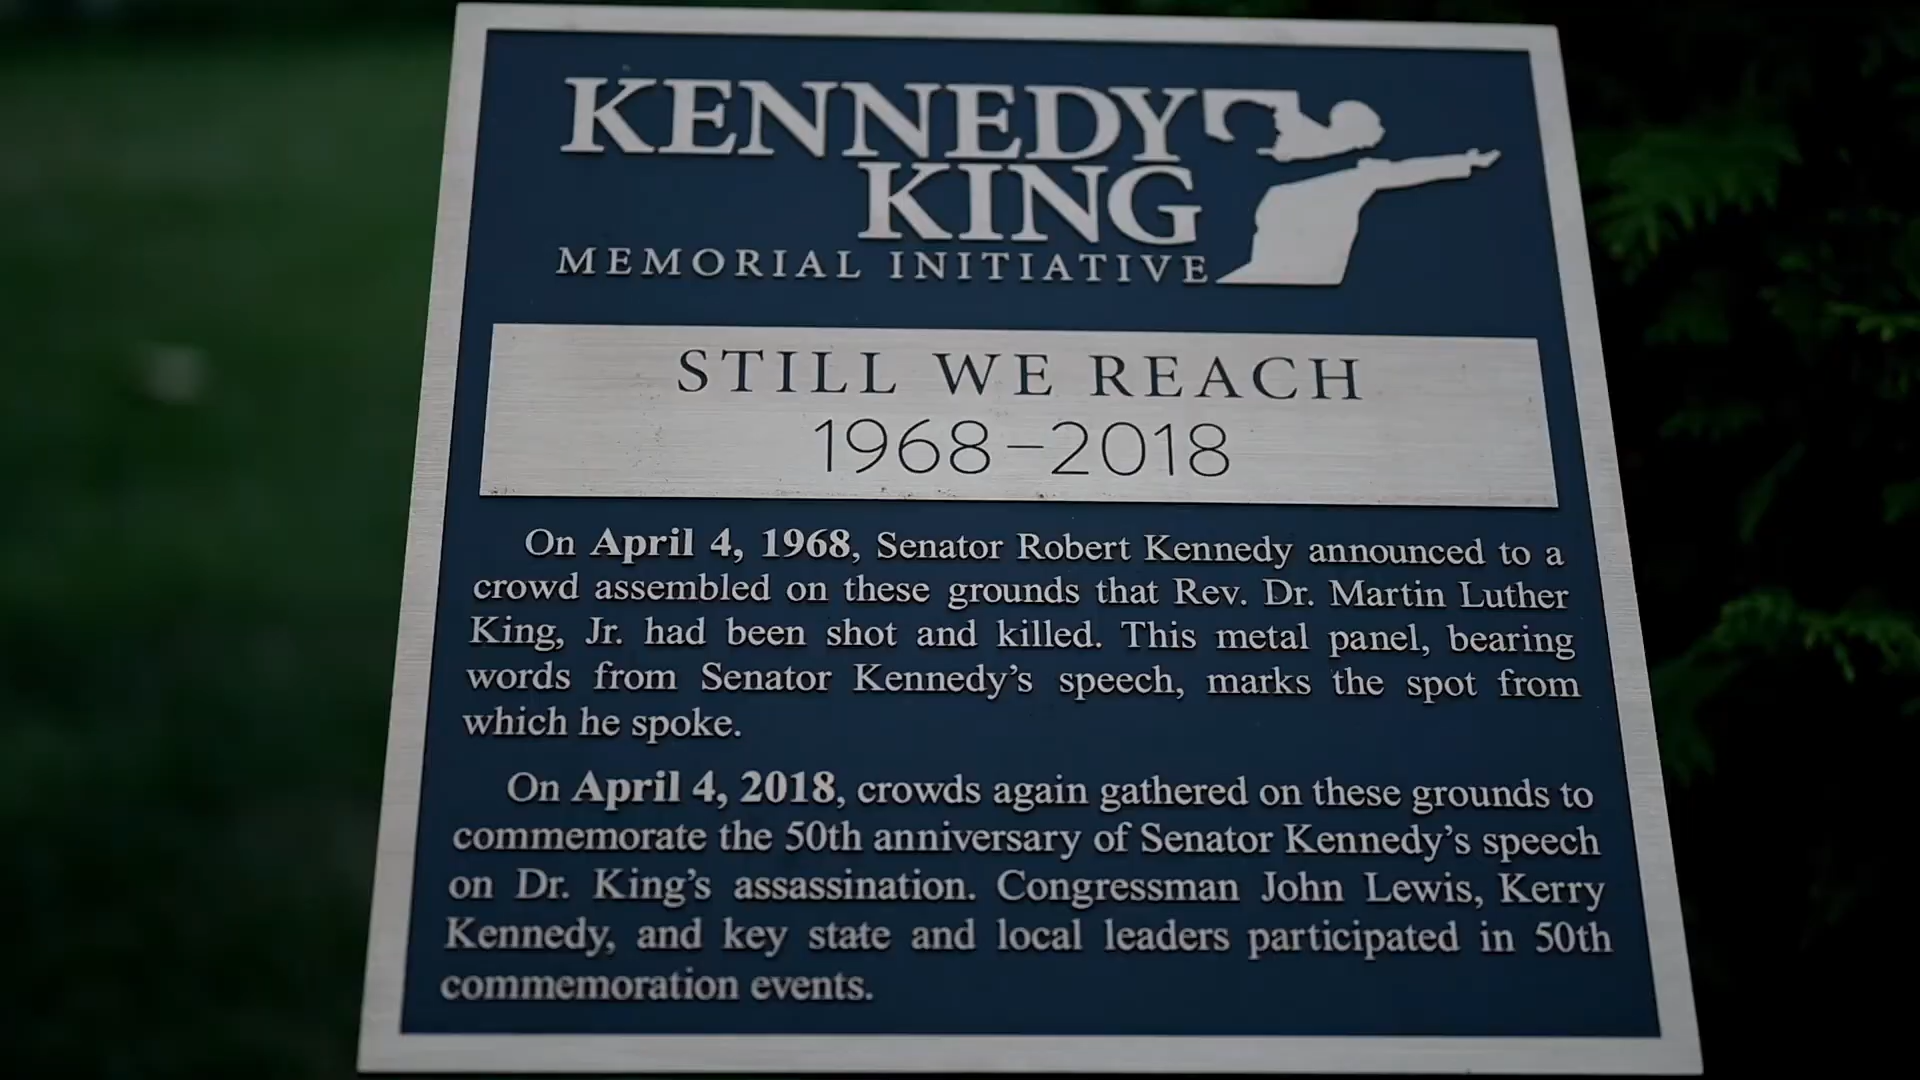 KENNEDY
KING
MEMORIAL INITIATIVE
STILL WE REACH
1968–2018
On April 4, 1968, Senator Robert Kennedy announced to a
crowd assembled on these grounds that Rev. Dr. Martin Luther
King, Jr. had been shot and killed. This metal panel, bearing
words from Senator Kennedy’s speech, marks the spot from
which he spoke.
On April 4, 2018, crowds again gathered on these grounds to
commemorate the 50th anniversary of Senator Kennedy’s speech
on Dr. King’s assassination. Congressman John Lewis, Kerry
Kennedy, and key state and local leaders participated in 50th
commemoration events.